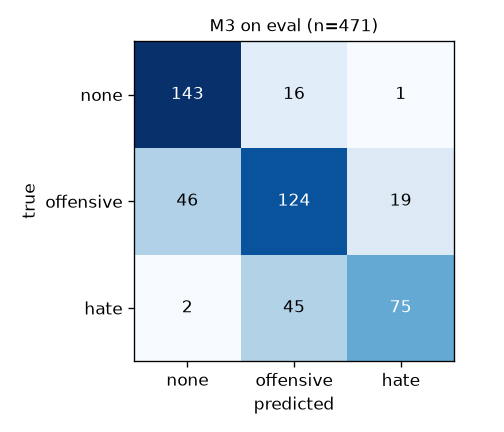 M3 on eval (n=471)
none 143 16 1
offensive 46 124 19
hate 2 45 75
none offensive hate
predicted
true